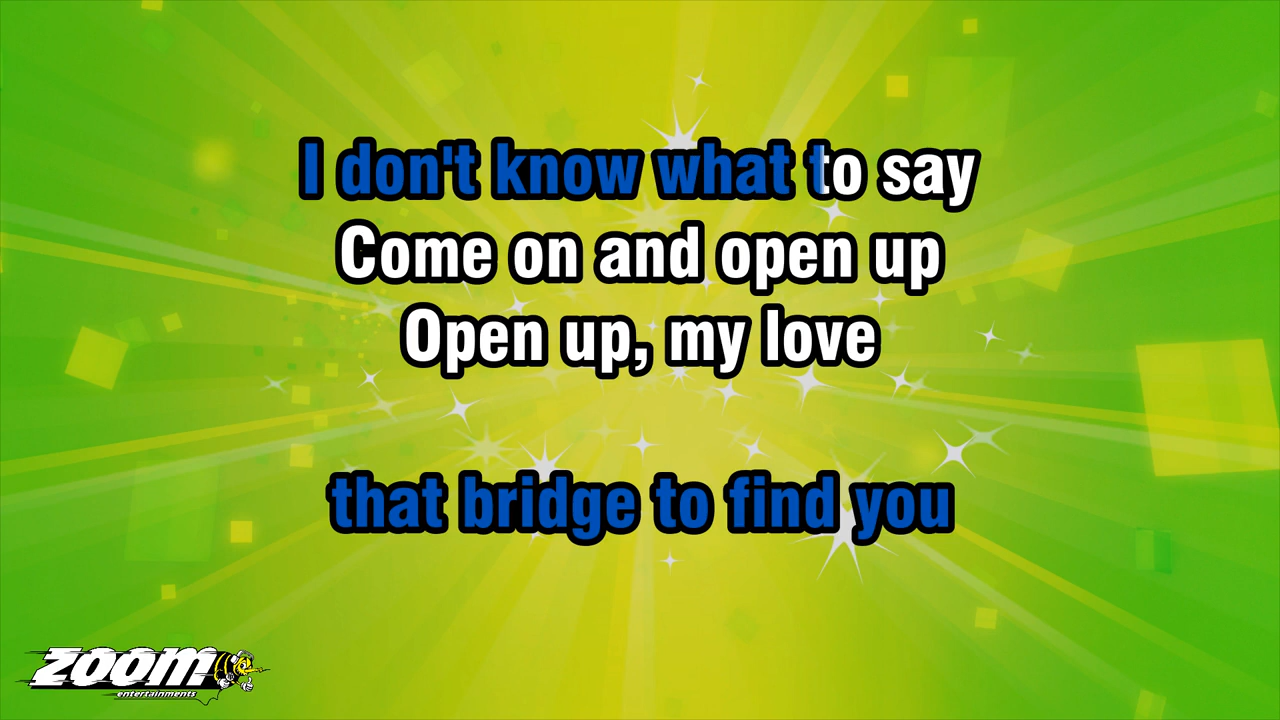 I don't know what to say
Come on and open up
Open up, my love
that bridge to find you
ZOOM
entertainments